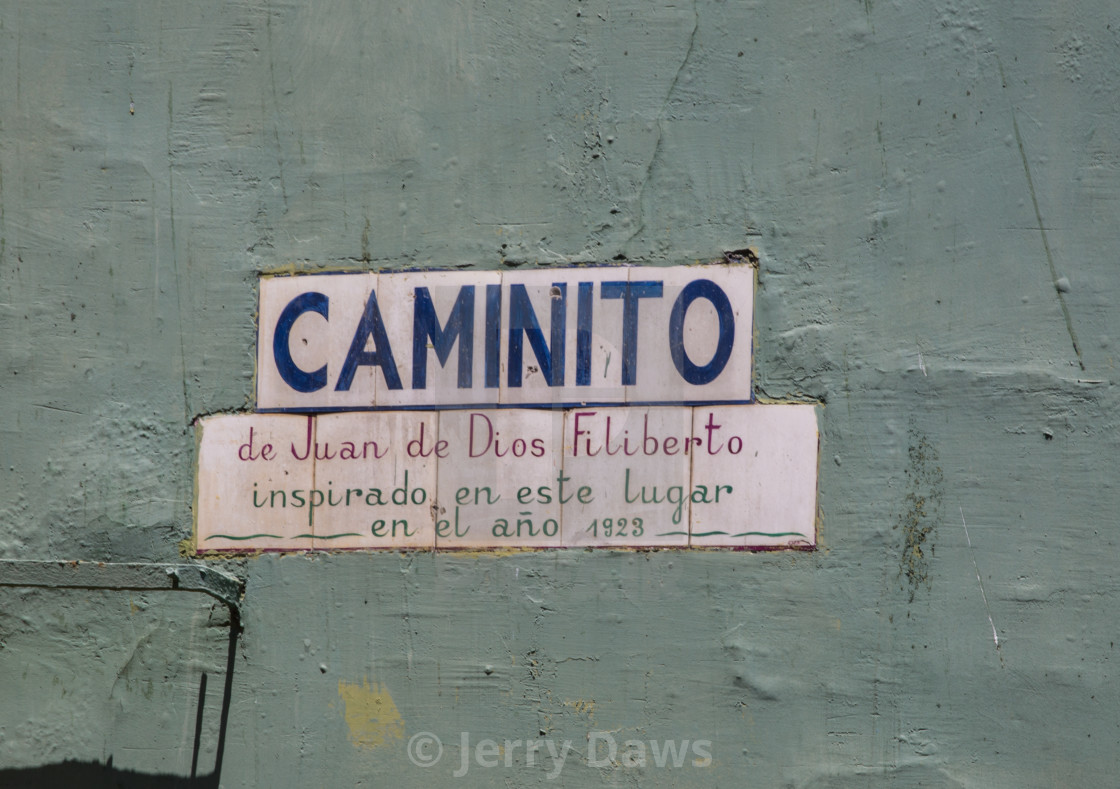 CAMINITO
de Juan de Dios Filiberto
inspirado en este lugar
en el año 1923
© Jerry Daws